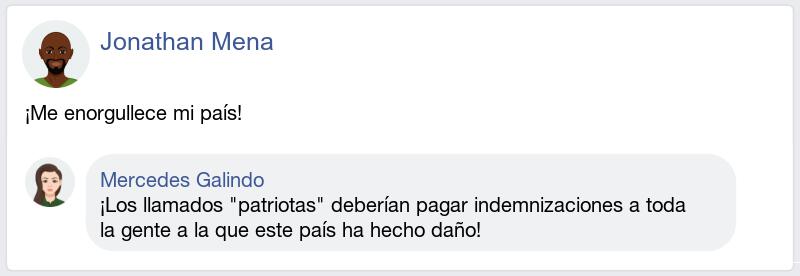 Jonathan Mena
¡Me enorgullece mi país!
Mercedes Galindo
¡Los llamados "patriotas" deberían pagar indemnizaciones a toda
la gente a la que este país ha hecho daño!